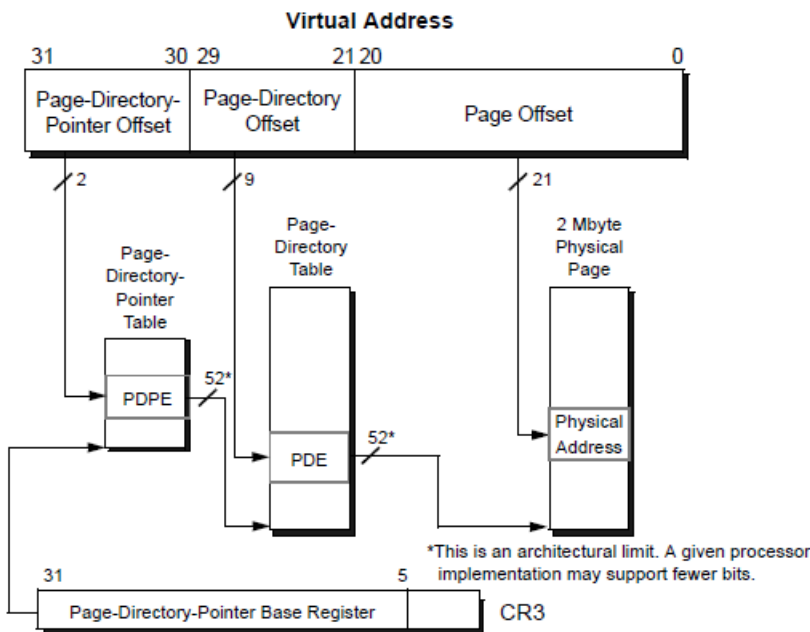 Virtual Address
31 30 29 21 20 0
Page-Directory-
Pointer Offset
Page-Directory
Offset
Page Offset
2
9
21
Page-
Directory-
Pointer
Table
Page-
Directory
Table
2 Mbyte
Physical
Page
PDPE
52*
PDE
52*
Physical
Address
*This is an architectural limit. A given processor
implementation may support fewer bits.
31 5
Page-Directory-Pointer Base Register
CR3